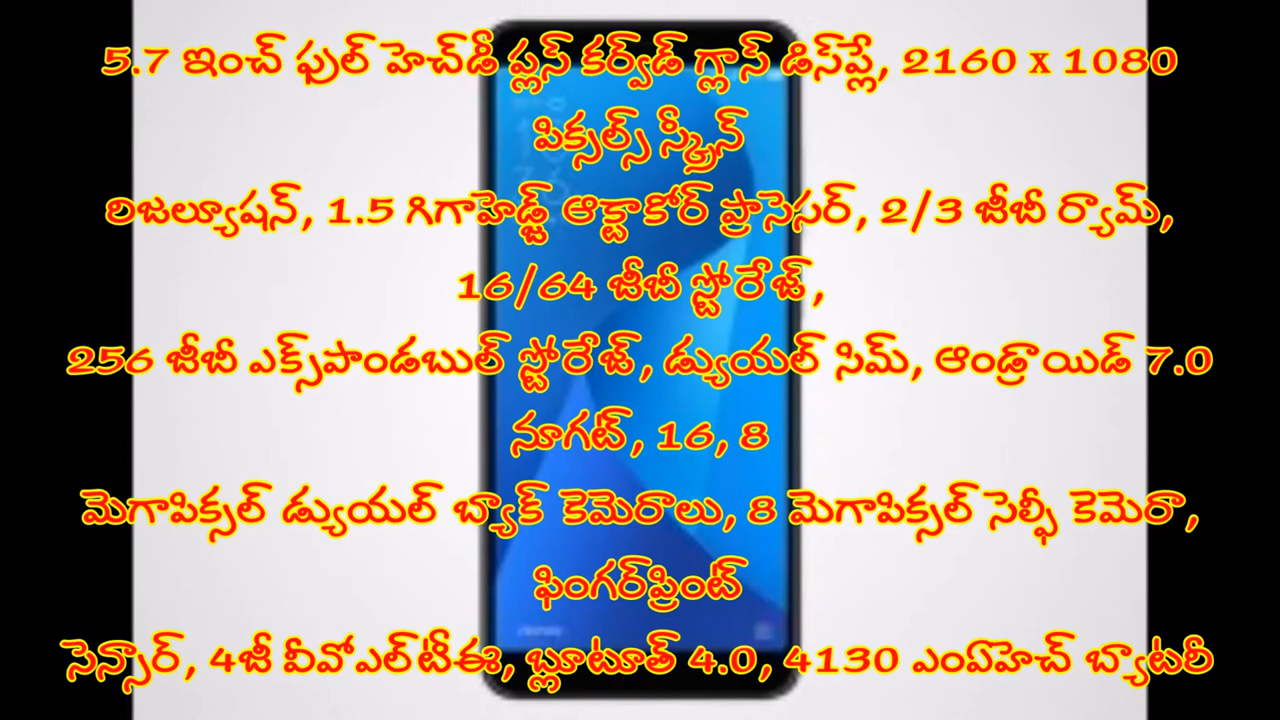 5.7 ఇంచ్ ఫుల్ హెచ్‌డీ ప్లస్ కర్వ్‌డ్ గ్లాస్ డిస్‌ప్లే, 2160 x 1080
పిక్సల్స్ స్క్రీన్
రిజల్యూషన్, 1.5 గిగాహెడ్జ్ ఆక్టాకోర్ ప్రాసెసర్, 2/3 జీబీ ర్యామ్,
16/64 జీబీ స్టోరేజ్,
256 జీబీ ఎక్స్‌పాండబుల్ స్టోరేజ్, డ్యుయల్ సిమ్, ఆండ్రాయిడ్ 7.0
నూగట్, 16, 8
మెగాపిక్సల్ డ్యుయల్ బ్యాక్ కెమెరాలు, 8 మెగాపిక్సల్ సెల్ఫీ కెమెరా,
ఫింగర్‌ప్రింట్
సెన్సార్, 4జీ వీవోఎల్‌టీఈ, బ్లూటూత్ 4.0, 4130 ఎంఏహెచ్ బ్యాటరీ